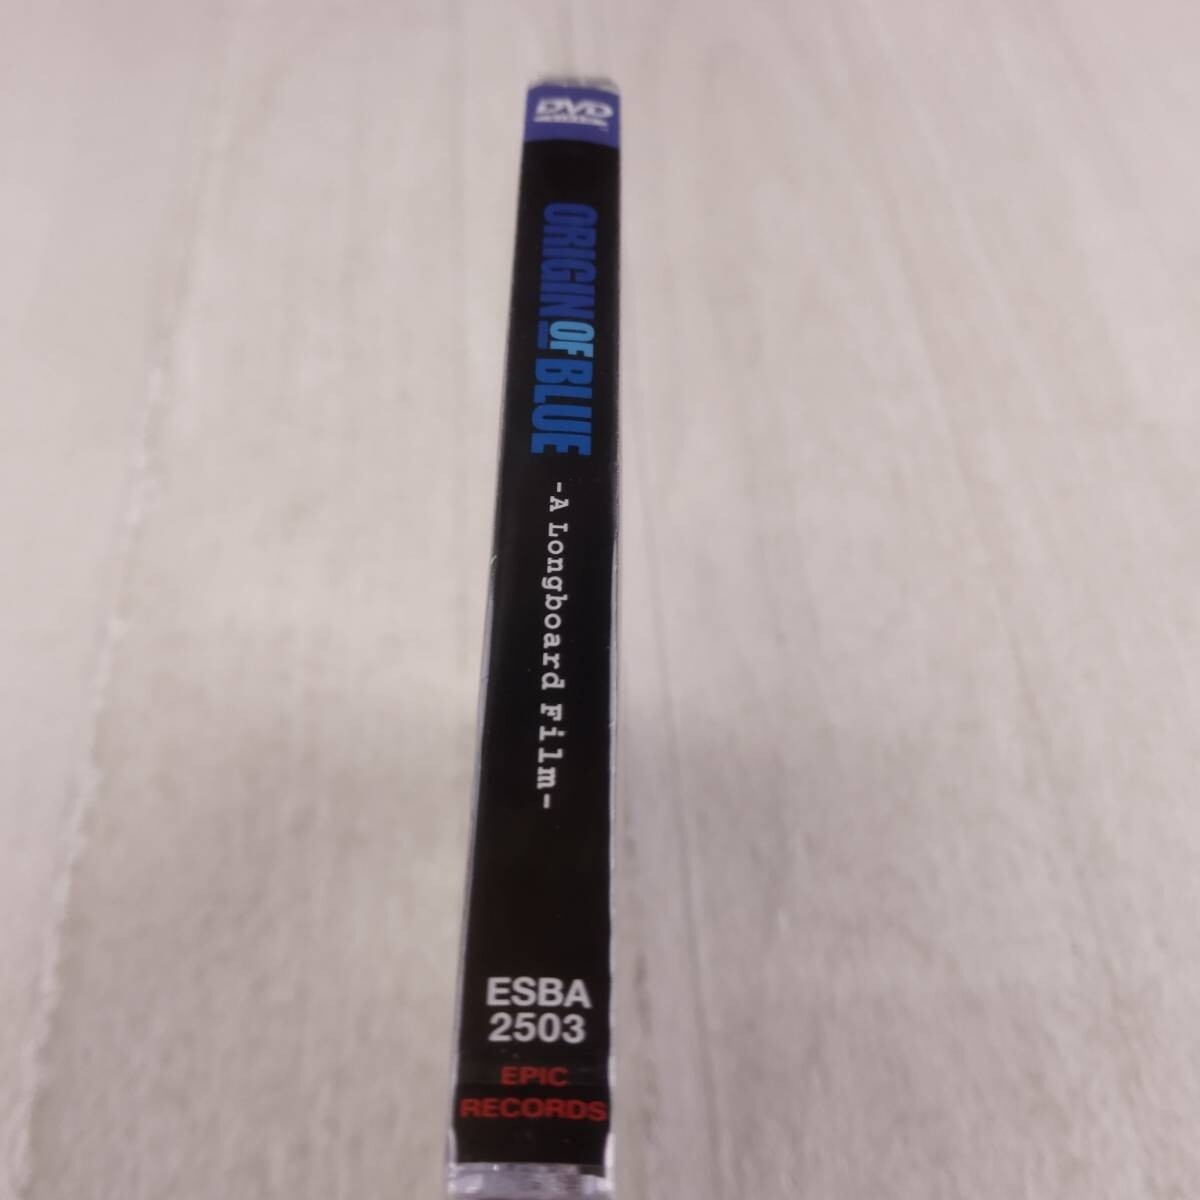 DVD
ORIGIN OF BLUE
-A Longboard Film-
ESBA
2503
EPIC
RECORDS